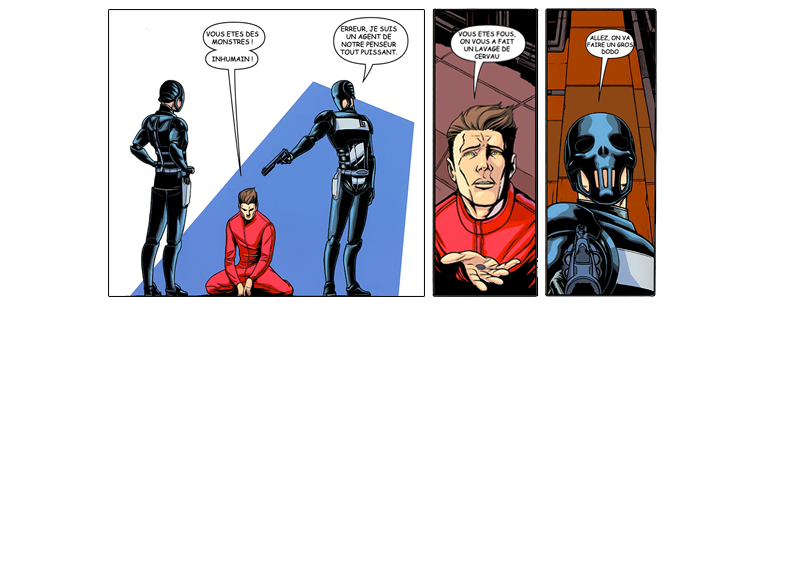 VOUS ETES DES
MONSTRES !
INHUMAIN !
ERREUR, JE SUIS
UN AGENT DE
NOTRE PENSEUR
TOUT PUISSANT.
VOUS ETES FOUS,
ON VOUS A FAIT
UN LAVAGE DE
CERVAU
ALLEZ, ON VA
FAIRE UN GROS
DODO